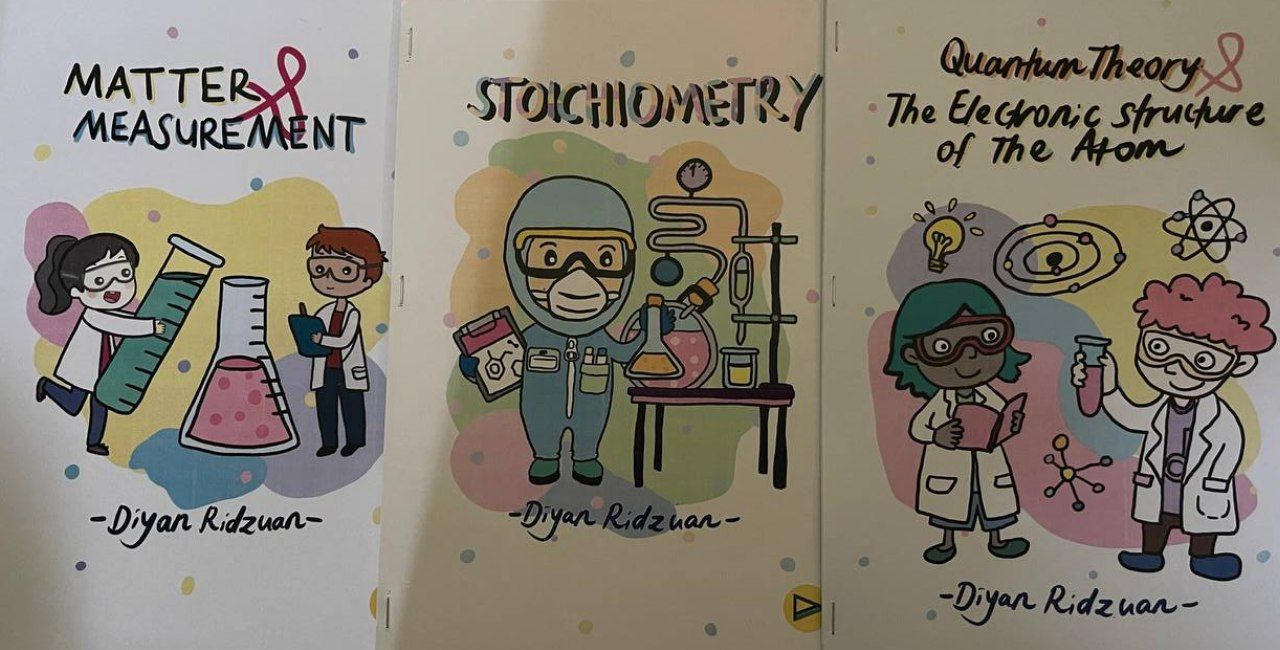 MATTER &
MEASUREMENT
-Diyan Ridzuan-
STOICHIOMETRY
-Diyan Ridzuan-
Quantum Theory &
The Electronic structure
of The Atom
-Diyan Ridzuan-